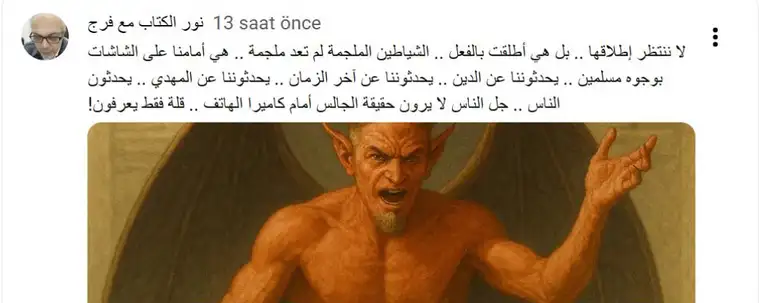 نور الكتاب مع فرج 13 saat önce
لا ننتظر إطلاقها .. بل هي أطلقت بالفعل .. الشياطين الملجمة لم تعد ملجمة .. هي أمامنا على الشاشات
بوجوه مسلمين .. يحدثوننا عن الدين .. يحدثوننا عن آخر الزمان .. يحدثوننا عن المهدي .. يحدثون
الناس .. جل الناس لا يرون حقيقة الجالس أمام كاميرا الهاتف .. قلة فقط يعرفون!